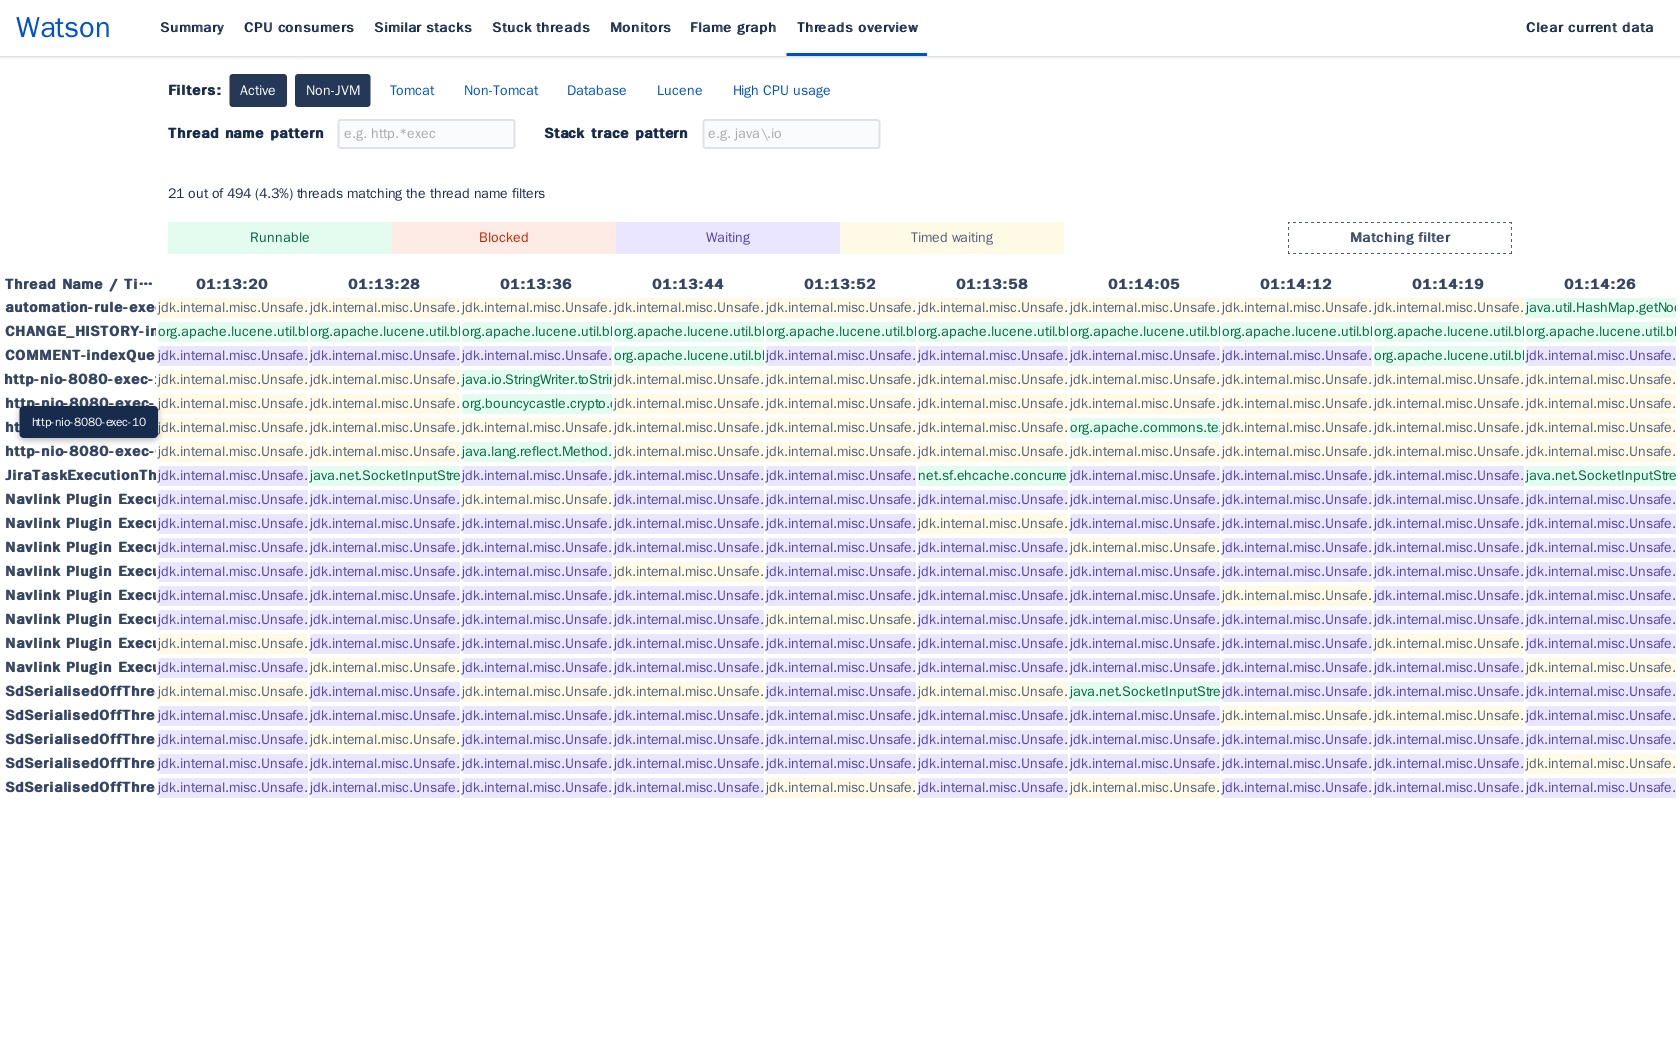 Watson Summary CPU consumers Similar stacks Stuck threads Monitors Flame graph Threads overview Clear current data
Filters: Active Non-JVM Tomcat Non-Tomcat Database Lucene High CPU usage
Thread name pattern e.g. http.*exec Stack trace pattern e.g. java\.io
21 out of 494 (4.3%) threads matching the thread name filters
Runnable Blocked Waiting Timed waiting Matching filter
Thread Name / Ti... 01:13:20 01:13:28 01:13:36 01:13:44 01:13:52 01:13:58 01:14:05 01:14:12 01:14:19 01:14:26
automation-rule-exe jdk.internal.misc.Unsafe. jdk.internal.misc.Unsafe. jdk.internal.misc.Unsafe. jdk.internal.misc.Unsafe. jdk.internal.misc.Unsafe. jdk.internal.misc.Unsafe. jdk.internal.misc.Unsafe. jdk.internal.misc.Unsafe. jdk.internal.misc.Unsafe. java.util.HashMap.getNo
CHANGE_HISTORY-in org.apache.lucene.util.bl org.apache.lucene.util.bl org.apache.lucene.util.bl org.apache.lucene.util.bl org.apache.lucene.util.bl org.apache.lucene.util.bl org.apache.lucene.util.bl org.apache.lucene.util.bl org.apache.lucene.util.bl org.apache.lucene.util.bl
COMMENT-indexQue jdk.internal.misc.Unsafe. jdk.internal.misc.Unsafe. jdk.internal.misc.Unsafe. org.apache.lucene.util.bl jdk.internal.misc.Unsafe. jdk.internal.misc.Unsafe. jdk.internal.misc.Unsafe. jdk.internal.misc.Unsafe. org.apache.lucene.util.bl jdk.internal.misc.Unsafe.
http-nio-8080-exec- jdk.internal.misc.Unsafe. jdk.internal.misc.Unsafe. java.io.StringWriter.toStri jdk.internal.misc.Unsafe. jdk.internal.misc.Unsafe. jdk.internal.misc.Unsafe. jdk.internal.misc.Unsafe. jdk.internal.misc.Unsafe. jdk.internal.misc.Unsafe. jdk.internal.misc.Unsafe.
http-nio-8080-exec- jdk.internal.misc.Unsafe. jdk.internal.misc.Unsafe. org.bouncycastle.crypto. jdk.internal.misc.Unsafe. jdk.internal.misc.Unsafe. jdk.internal.misc.Unsafe. jdk.internal.misc.Unsafe. jdk.internal.misc.Unsafe. jdk.internal.misc.Unsafe. jdk.internal.misc.Unsafe.
http-nio-8080-exec-10
ht jdk.internal.misc.Unsafe. jdk.internal.misc.Unsafe. jdk.internal.misc.Unsafe. jdk.internal.misc.Unsafe. jdk.internal.misc.Unsafe. jdk.internal.misc.Unsafe. org.apache.commons.te jdk.internal.misc.Unsafe. jdk.internal.misc.Unsafe. jdk.internal.misc.Unsafe.
http-nio-8080-exec- jdk.internal.misc.Unsafe. jdk.internal.misc.Unsafe. java.lang.reflect.Method. jdk.internal.misc.Unsafe. jdk.internal.misc.Unsafe. jdk.internal.misc.Unsafe. jdk.internal.misc.Unsafe. jdk.internal.misc.Unsafe. jdk.internal.misc.Unsafe. jdk.internal.misc.Unsafe.
JiraTaskExecutionTh jdk.internal.misc.Unsafe. java.net.SocketInputStre jdk.internal.misc.Unsafe. jdk.internal.misc.Unsafe. jdk.internal.misc.Unsafe. net.sf.ehcache.concurre jdk.internal.misc.Unsafe. jdk.internal.misc.Unsafe. jdk.internal.misc.Unsafe. java.net.SocketInputStre
Navlink Plugin Execu jdk.internal.misc.Unsafe. jdk.internal.misc.Unsafe. jdk.internal.misc.Unsafe. jdk.internal.misc.Unsafe. jdk.internal.misc.Unsafe. jdk.internal.misc.Unsafe. jdk.internal.misc.Unsafe. jdk.internal.misc.Unsafe. jdk.internal.misc.Unsafe. jdk.internal.misc.Unsafe.
Navlink Plugin Execu jdk.internal.misc.Unsafe. jdk.internal.misc.Unsafe. jdk.internal.misc.Unsafe. jdk.internal.misc.Unsafe. jdk.internal.misc.Unsafe. jdk.internal.misc.Unsafe. jdk.internal.misc.Unsafe. jdk.internal.misc.Unsafe. jdk.internal.misc.Unsafe. jdk.internal.misc.Unsafe.
Navlink Plugin Execu jdk.internal.misc.Unsafe. jdk.internal.misc.Unsafe. jdk.internal.misc.Unsafe. jdk.internal.misc.Unsafe. jdk.internal.misc.Unsafe. jdk.internal.misc.Unsafe. jdk.internal.misc.Unsafe. jdk.internal.misc.Unsafe. jdk.internal.misc.Unsafe. jdk.internal.misc.Unsafe.
Navlink Plugin Execu jdk.internal.misc.Unsafe. jdk.internal.misc.Unsafe. jdk.internal.misc.Unsafe. jdk.internal.misc.Unsafe. jdk.internal.misc.Unsafe. jdk.internal.misc.Unsafe. jdk.internal.misc.Unsafe. jdk.internal.misc.Unsafe. jdk.internal.misc.Unsafe. jdk.internal.misc.Unsafe.
Navlink Plugin Execu jdk.internal.misc.Unsafe. jdk.internal.misc.Unsafe. jdk.internal.misc.Unsafe. jdk.internal.misc.Unsafe. jdk.internal.misc.Unsafe. jdk.internal.misc.Unsafe. jdk.internal.misc.Unsafe. jdk.internal.misc.Unsafe. jdk.internal.misc.Unsafe. jdk.internal.misc.Unsafe.
Navlink Plugin Execu jdk.internal.misc.Unsafe. jdk.internal.misc.Unsafe. jdk.internal.misc.Unsafe. jdk.internal.misc.Unsafe. jdk.internal.misc.Unsafe. jdk.internal.misc.Unsafe. jdk.internal.misc.Unsafe. jdk.internal.misc.Unsafe. jdk.internal.misc.Unsafe. jdk.internal.misc.Unsafe.
Navlink Plugin Execu jdk.internal.misc.Unsafe. jdk.internal.misc.Unsafe. jdk.internal.misc.Unsafe. jdk.internal.misc.Unsafe. jdk.internal.misc.Unsafe. jdk.internal.misc.Unsafe. jdk.internal.misc.Unsafe. jdk.internal.misc.Unsafe. jdk.internal.misc.Unsafe. jdk.internal.misc.Unsafe.
Navlink Plugin Execu jdk.internal.misc.Unsafe. jdk.internal.misc.Unsafe. jdk.internal.misc.Unsafe. jdk.internal.misc.Unsafe. jdk.internal.misc.Unsafe. jdk.internal.misc.Unsafe. jdk.internal.misc.Unsafe. jdk.internal.misc.Unsafe. jdk.internal.misc.Unsafe. jdk.internal.misc.Unsafe.
SdSerialisedOffThre jdk.internal.misc.Unsafe. jdk.internal.misc.Unsafe. jdk.internal.misc.Unsafe. jdk.internal.misc.Unsafe. jdk.internal.misc.Unsafe. jdk.internal.misc.Unsafe. java.net.SocketInputStre jdk.internal.misc.Unsafe. jdk.internal.misc.Unsafe. jdk.internal.misc.Unsafe.
SdSerialisedOffThre jdk.internal.misc.Unsafe. jdk.internal.misc.Unsafe. jdk.internal.misc.Unsafe. jdk.internal.misc.Unsafe. jdk.internal.misc.Unsafe. jdk.internal.misc.Unsafe. jdk.internal.misc.Unsafe. jdk.internal.misc.Unsafe. jdk.internal.misc.Unsafe. jdk.internal.misc.Unsafe.
SdSerialisedOffThre jdk.internal.misc.Unsafe. jdk.internal.misc.Unsafe. jdk.internal.misc.Unsafe. jdk.internal.misc.Unsafe. jdk.internal.misc.Unsafe. jdk.internal.misc.Unsafe. jdk.internal.misc.Unsafe. jdk.internal.misc.Unsafe. jdk.internal.misc.Unsafe. jdk.internal.misc.Unsafe.
SdSerialisedOffThre jdk.internal.misc.Unsafe. jdk.internal.misc.Unsafe. jdk.internal.misc.Unsafe. jdk.internal.misc.Unsafe. jdk.internal.misc.Unsafe. jdk.internal.misc.Unsafe. jdk.internal.misc.Unsafe. jdk.internal.misc.Unsafe. jdk.internal.misc.Unsafe. jdk.internal.misc.Unsafe.
SdSerialisedOffThre jdk.internal.misc.Unsafe. jdk.internal.misc.Unsafe. jdk.internal.misc.Unsafe. jdk.internal.misc.Unsafe. jdk.internal.misc.Unsafe. jdk.internal.misc.Unsafe. jdk.internal.misc.Unsafe. jdk.internal.misc.Unsafe. jdk.internal.misc.Unsafe. jdk.internal.misc.Unsafe.